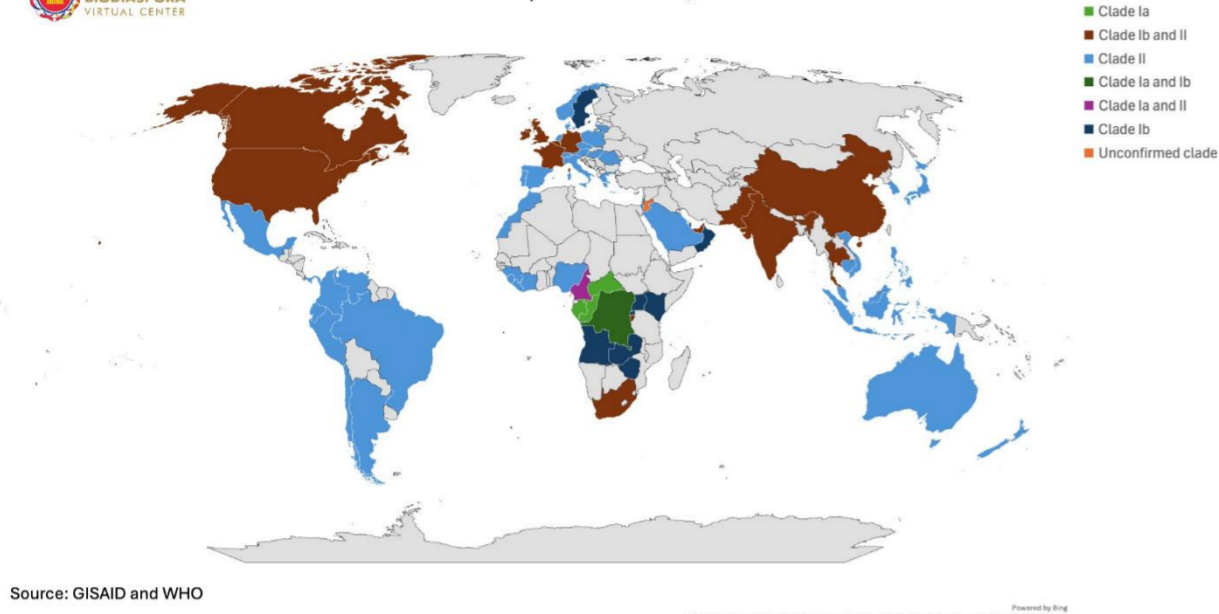 VIRTUAL CENTER
Clade Ia
Clade Ib and II
Clade II
Clade Ia and Ib
Clade Ia and II
Clade Ib
Unconfirmed clade
Source: GISAID and WHO
Powered by Bing